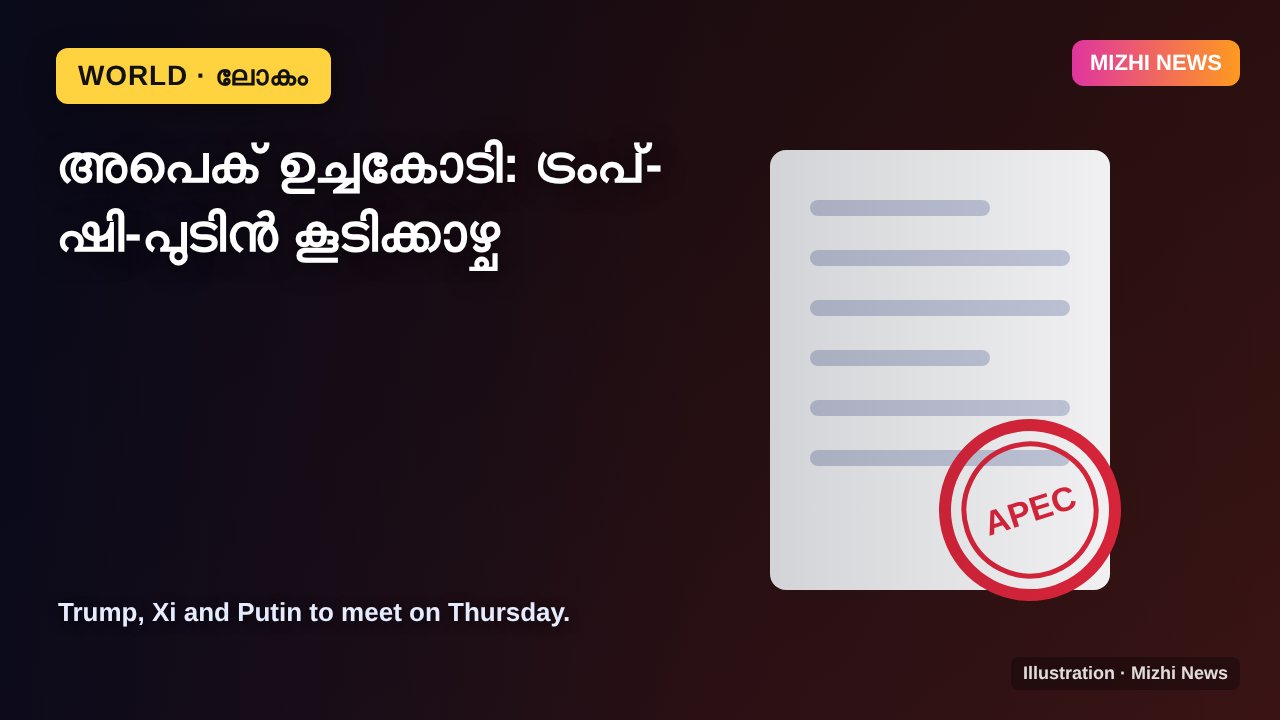 WORLD · ലോകം
MIZHI NEWS
അപെക് ഉച്ചകോടി: ട്രംപ്-
ഷി-പുടിൻ കൂടിക്കാഴ്ച
APEC
Trump, Xi and Putin to meet on Thursday.
Illustration · Mizhi News